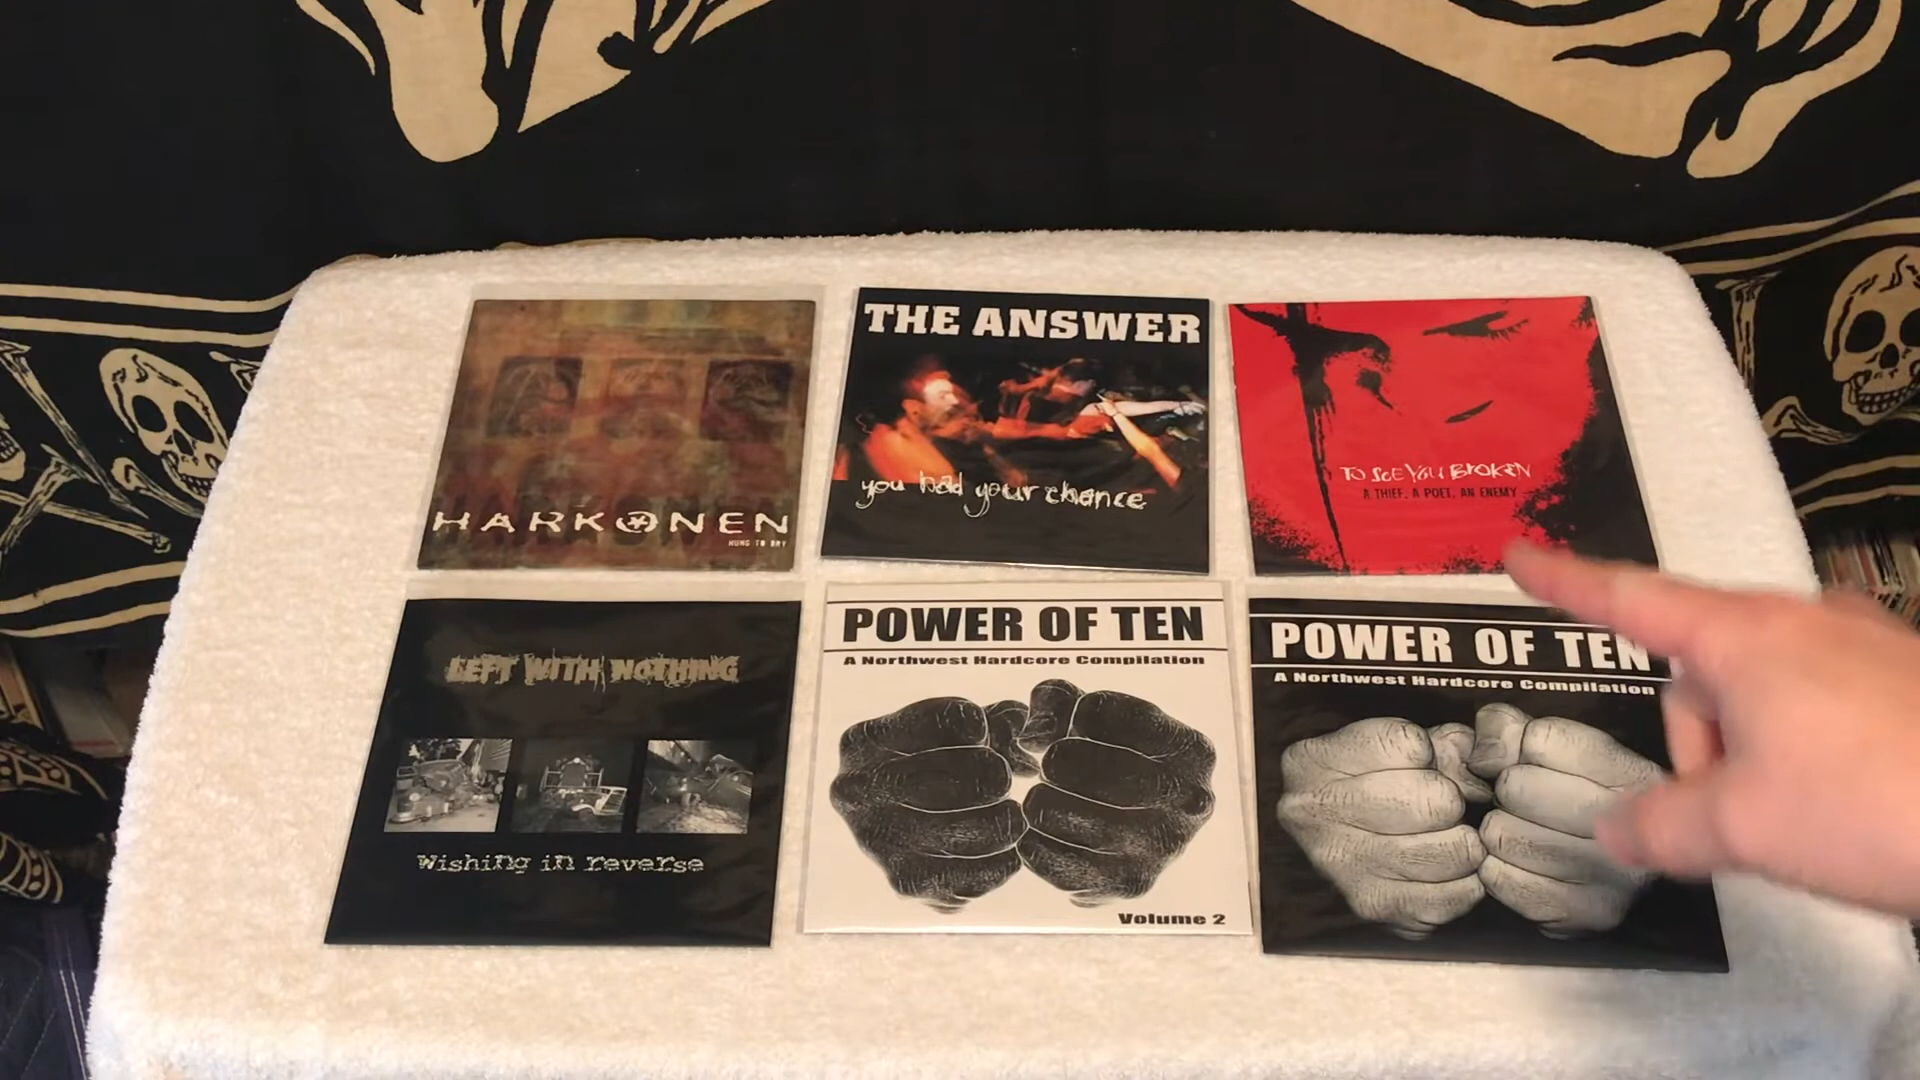 HARKONEN
HUNG TO DRY
THE ANSWER
you had your chance
TO SEE YOU BROKEN
A THIEF, A POET, AN ENEMY
LEFT WITH NOTHING
Wishing in reverse
POWER OF TEN
A Northwest Hardcore Compilation
Volume 2
POWER OF TEN
A Northwest Hardcore Compilation